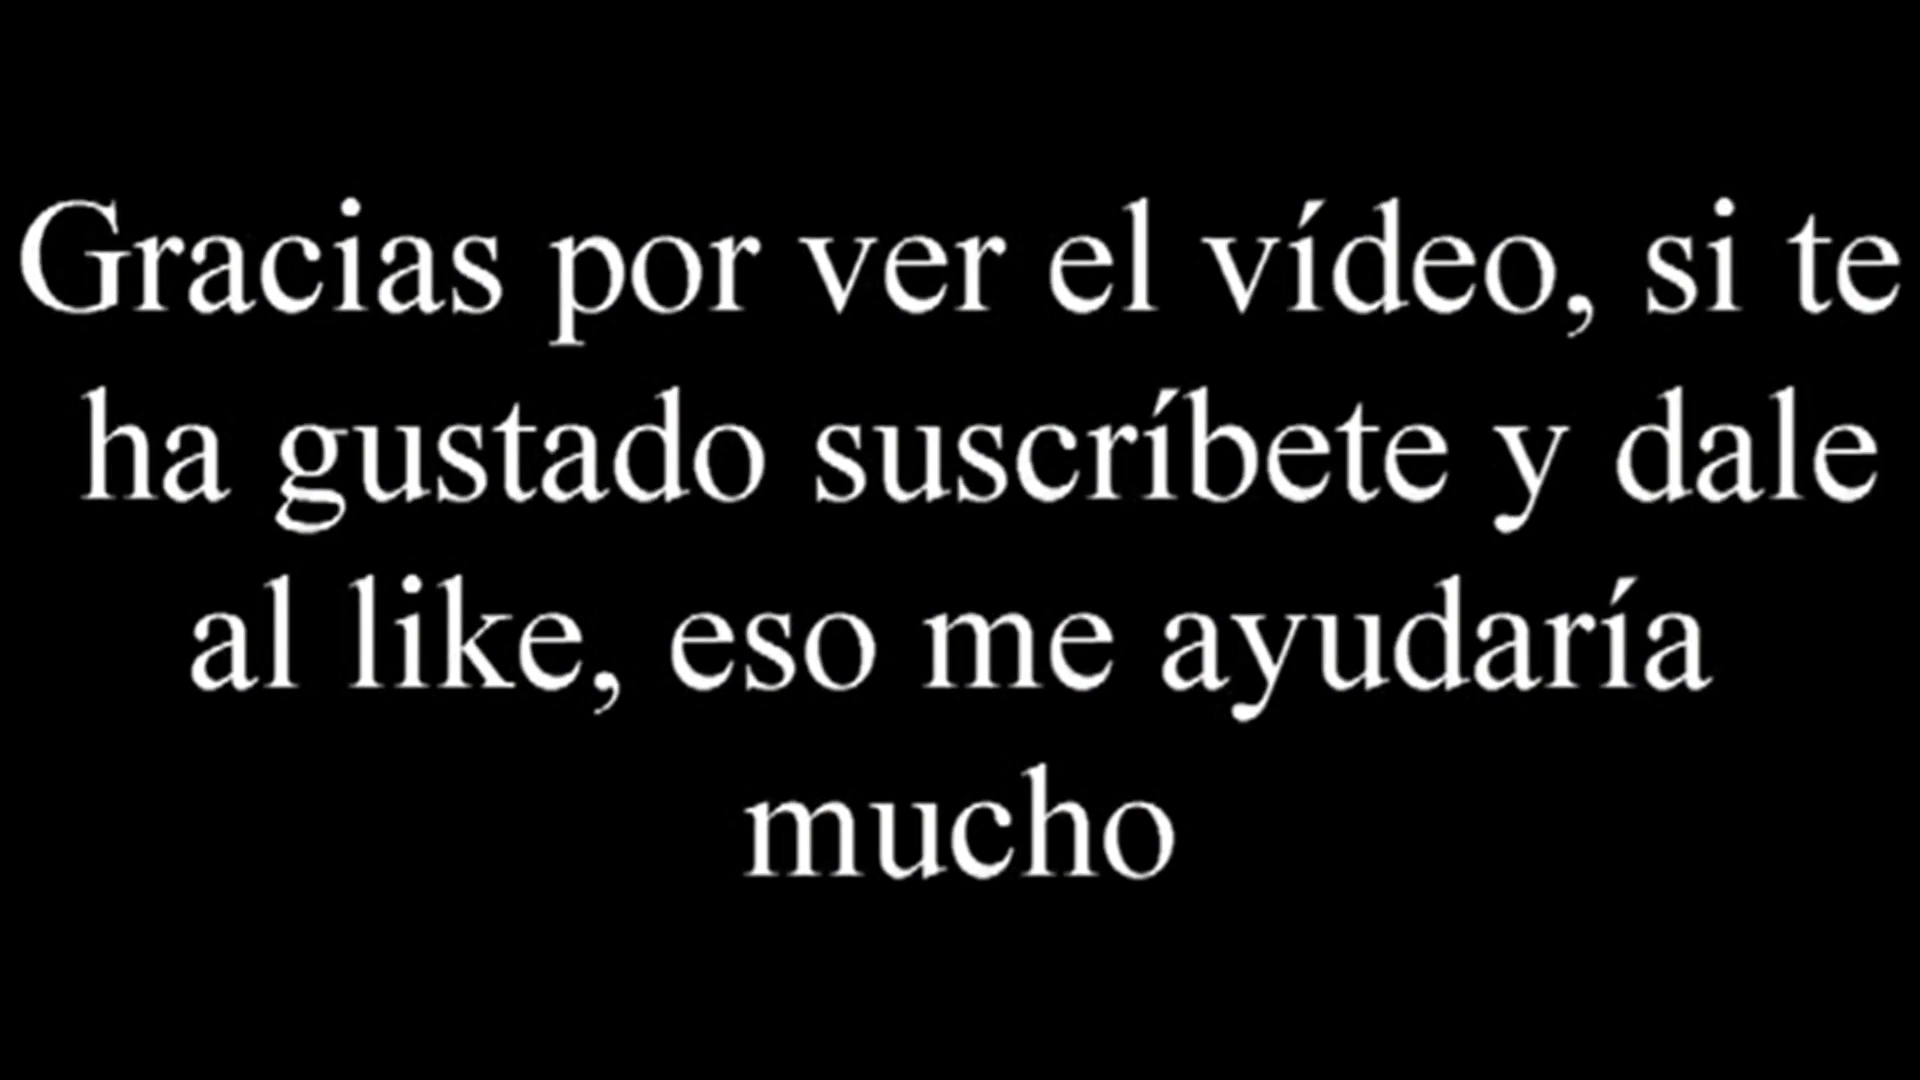 Gracias por ver el vídeo, si te
ha gustado suscríbete y dale
al like, eso me ayudaría
mucho